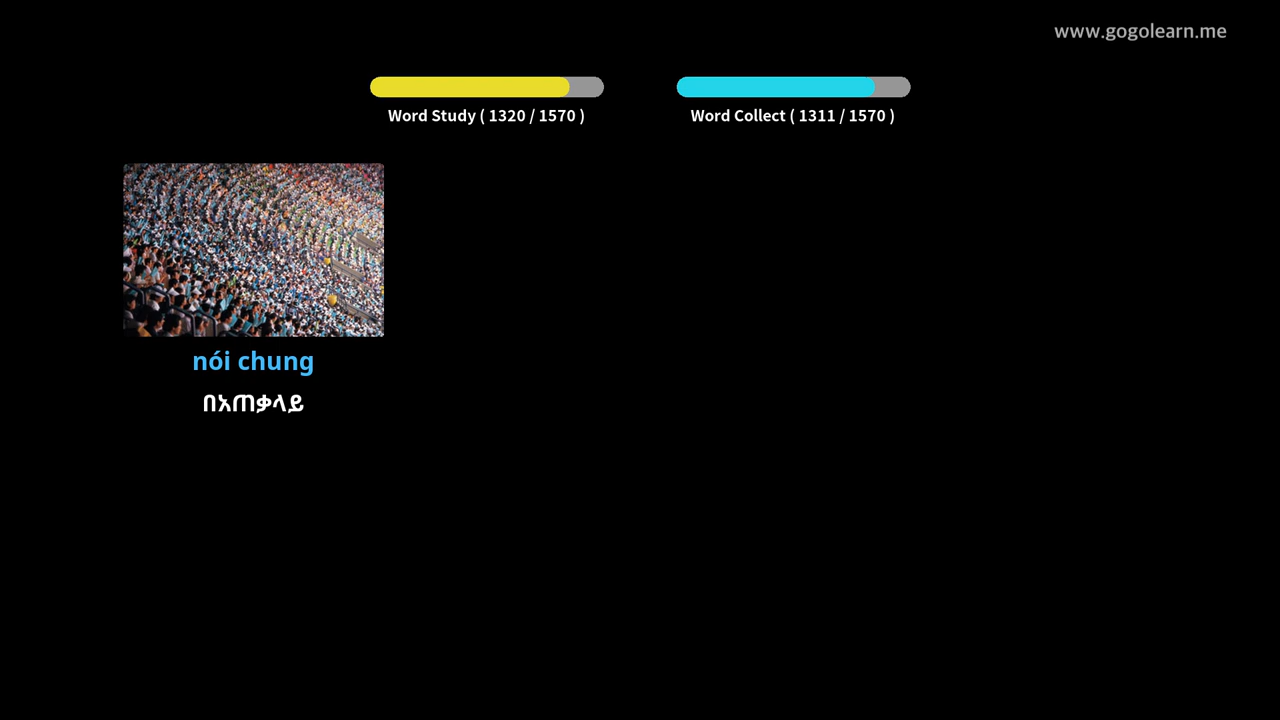 www.gogolearn.me
Word Study ( 1320 / 1570 )
Word Collect ( 1311 / 1570 )
nói chung
በአጠቃላይ